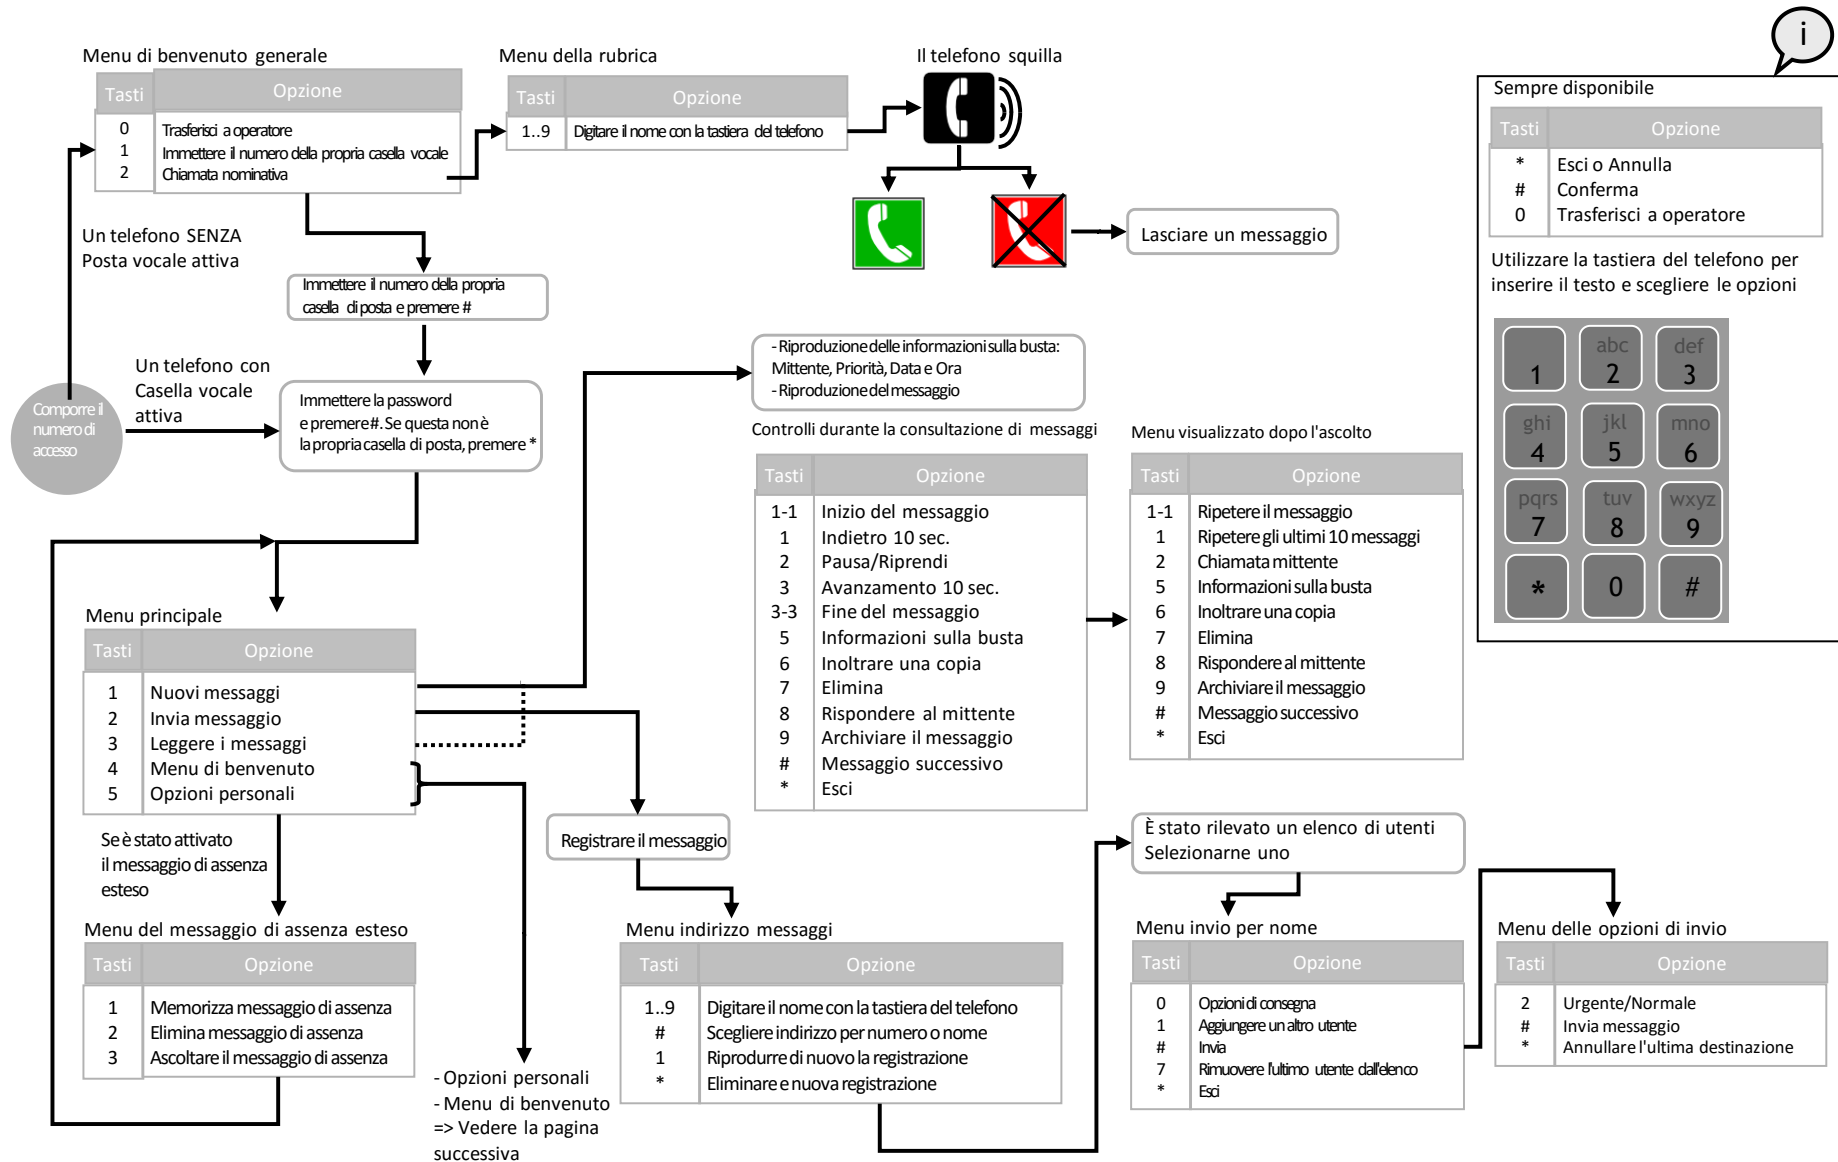 Menu di benvenuto generale
Tasti Opzione
0 Trasferisci a operatore
1 Immettere il numero della propria casella vocale
2 Chiamata nominativa
Menu della rubrica
Tasti Opzione
1..9 Digitare il nome con la tastiera del telefono
Il telefono squilla
Lasciare un messaggio
i
Sempre disponibile
Tasti Opzione
* Esci o Annulla
# Conferma
0 Trasferisci a operatore
Utilizzare la tastiera del telefono per
inserire il testo e scegliere le opzioni
abc def
1 2 3
ghi jkl mno
4 5 6
pqrs tuv wxyz
7 8 9
* 0 #
Un telefono SENZA
Posta vocale attiva
Immettere il numero della propria
casella di posta e premere #
Un telefono con
Casella vocale
attiva
Comporre il
numero di
accesso
Immettere la password
e premere #. Se questa non è
la propria casella di posta, premere *
- Riproduzione delle informazioni sulla busta:
Mittente, Priorità, Data e Ora
- Riproduzione del messaggio
Controlli durante la consultazione di messaggi
Tasti Opzione
1-1 Inizio del messaggio
1 Indietro 10 sec.
2 Pausa/Riprendi
3 Avanzamento 10 sec.
3-3 Fine del messaggio
5 Informazioni sulla busta
6 Inoltrare una copia
7 Elimina
8 Rispondere al mittente
9 Archiviare il messaggio
# Messaggio successivo
* Esci
Menu visualizzato dopo l'ascolto
Tasti Opzione
1-1 Ripetere il messaggio
1 Ripetere gli ultimi 10 messaggi
2 Chiamata mittente
5 Informazioni sulla busta
6 Inoltrare una copia
7 Elimina
8 Rispondere al mittente
9 Archiviare il messaggio
# Messaggio successivo
* Esci
Menu principale
Tasti Opzione
1 Nuovi messaggi
2 Invia messaggio
3 Leggere i messaggi
4 Menu di benvenuto
5 Opzioni personali
Se è stato attivato
il messaggio di assenza
esteso
Registrare il messaggio
È stato rilevato un elenco di utenti
Selezionarne uno
Menu del messaggio di assenza esteso
Tasti Opzione
1 Memorizza messaggio di assenza
2 Elimina messaggio di assenza
3 Ascoltare il messaggio di assenza
- Opzioni personali
- Menu di benvenuto
=> Vedere la pagina
successiva
Menu indirizzo messaggi
Tasti Opzione
1..9 Digitare il nome con la tastiera del telefono
# Scegliere indirizzo per numero o nome
1 Riprodurre di nuovo la registrazione
* Eliminare e nuova registrazione
Menu invio per nome
Tasti Opzione
0 Opzioni di consegna
1 Aggiungere un altro utente
# Invia
7 Rimuovere l'ultimo utente dall'elenco
* Esci
Menu delle opzioni di invio
Tasti Opzione
2 Urgente/Normale
# Invia messaggio
* Annullare l'ultima destinazione